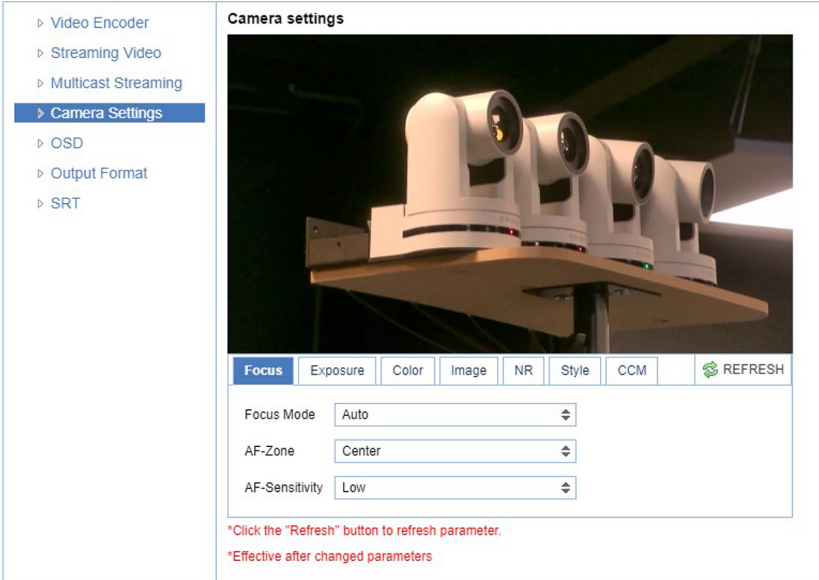 Video Encoder
Streaming Video
Multicast Streaming
Camera Settings
OSD
Output Format
SRT
Camera settings
Focus Exposure Color Image NR Style CCM REFRESH
Focus Mode Auto
AF-Zone Center
AF-Sensitivity Low
*Click the "Refresh" button to refresh parameter.
*Effective after changed parameters